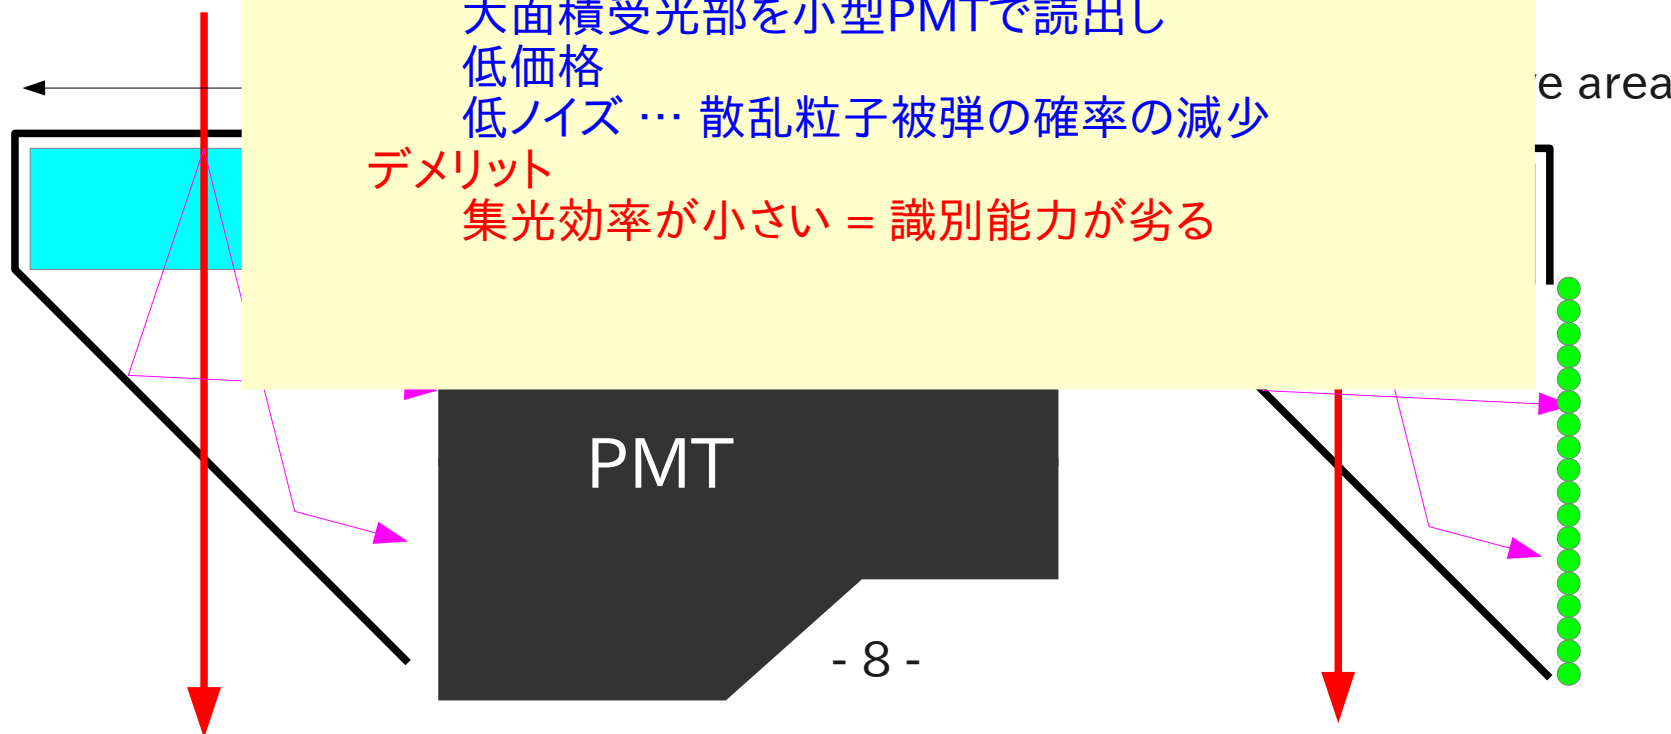 大面積受光部を小型PMTで読出し
低価格
e area
低ノイズ … 散乱粒子被弾の確率の減少
デメリット
集光効率が小さい = 識別能力が劣る
PMT
- 8 -